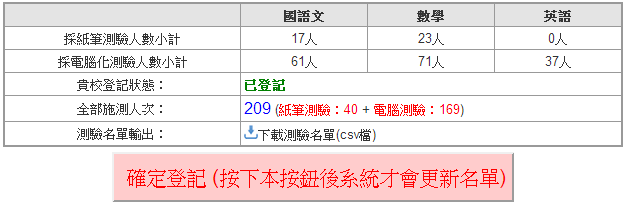 國語文 數學 英語
採紙筆測驗人數小計 17人 23人 0人
採電腦化測驗人數小計 61人 71人 37人
貴校登記狀態： 已登記
全部施測人次： 209 (紙筆測驗：40 + 電腦測驗：169)
測驗名單輸出： 下載測驗名單(csv檔)
確定登記 (按下本按鈕後系統才會更新名單)